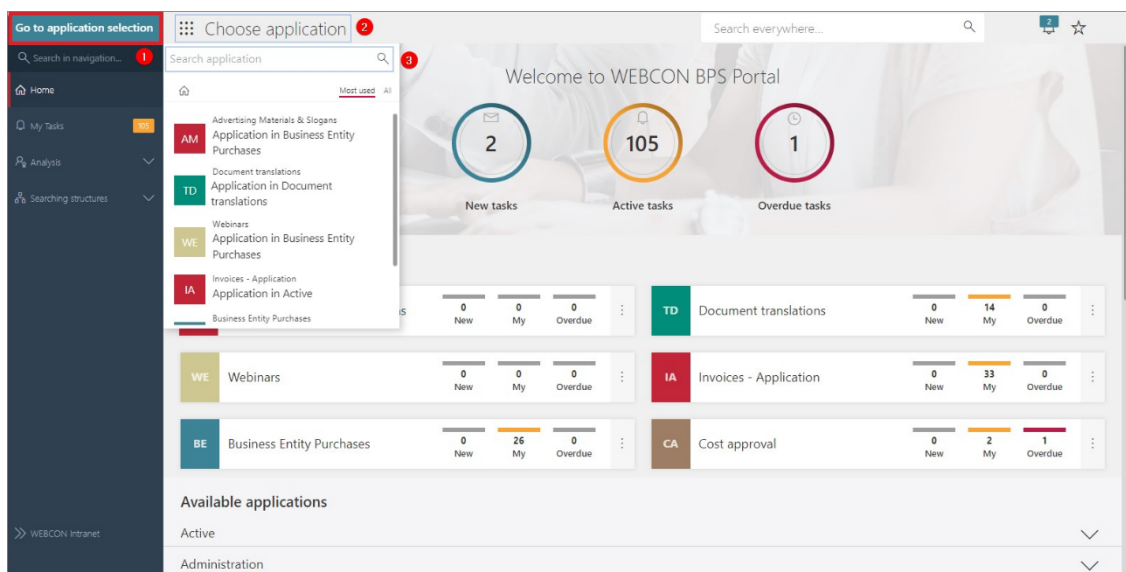 Go to application selection
Choose application 2
Search everywhere...
2
Search in navigation... 1
Search application 3
Home
Most used All
My Tasks 105
Analysis
Searching structures
Advertising Materials & Slogans
AM
Application in Business Entity
Purchases
Document translations
TD
Application in Document
translations
Webinars
WE
Application in Business Entity
Purchases
Invoices - Application
IA
Application in Active
Business Entity Purchases
Welcome to WEBCON BPS Portal
2
105
1
New tasks
Active tasks
Overdue tasks
0 0 0
New My Overdue
TD Document translations
0 14 0
New My Overdue
WE Webinars
0 0 0
New My Overdue
IA Invoices - Application
0 33 0
New My Overdue
BE Business Entity Purchases
0 26 0
New My Overdue
CA Cost approval
0 2 1
New My Overdue
Available applications
Active
Administration
WEBCON Intranet